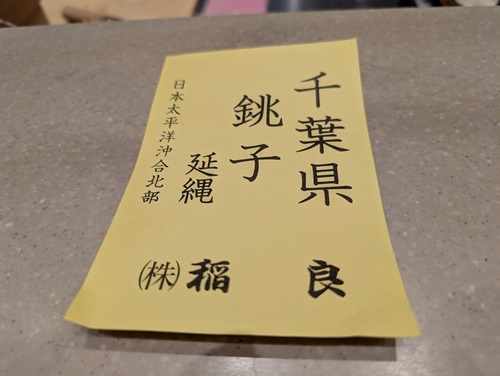 千葉県
銚子
延縄
日本太平洋沖合北部
㈱稲良